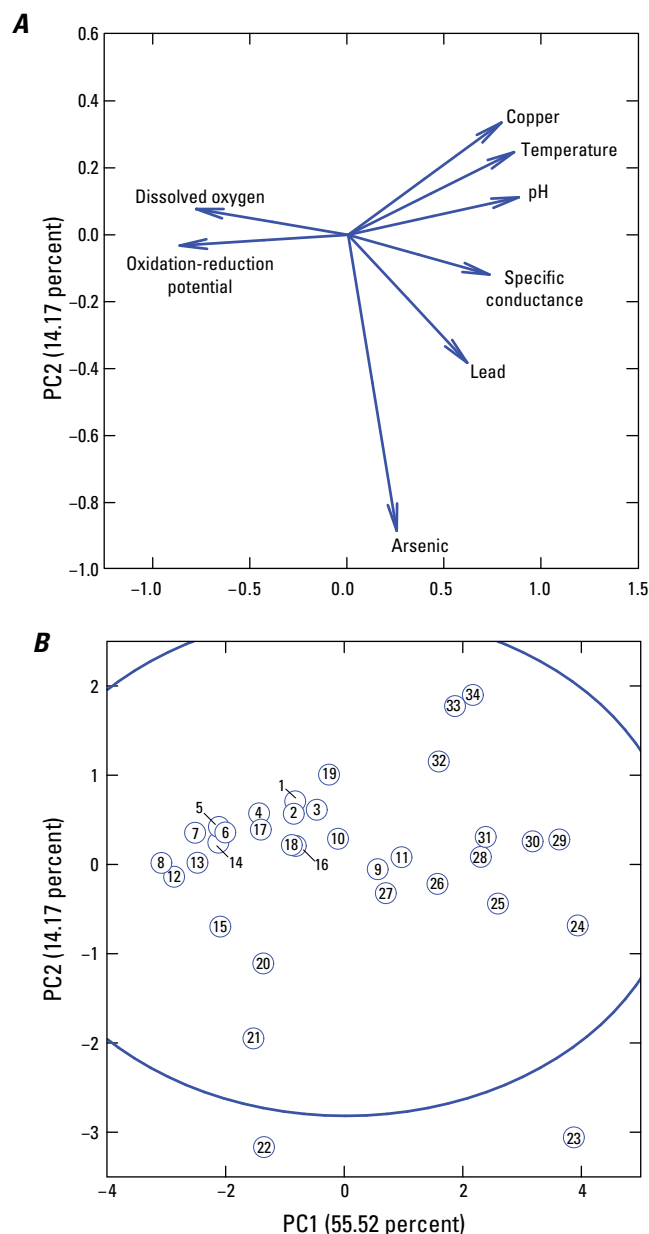 A
0.6
0.4
0.2
0.0
−0.2
−0.4
−0.6
−0.8
−1.0
PC2 (14.17 percent)
Copper
Temperature
pH
Dissolved oxygen
Oxidation-reduction
potential
Specific
conductance
Lead
Arsenic
−1.0 −0.5 0.0 0.5 1.0 1.5
B
2
1
0
−1
−2
−3
PC2 (14.17 percent)
34
33
32
19
1
2
3
4
17
5
6
7
14
18
16
10
8
13
12
9
11
27
31
28
30
29
26
25
24
15
20
21
22
23
−4 −2 0 2 4
PC1 (55.52 percent)